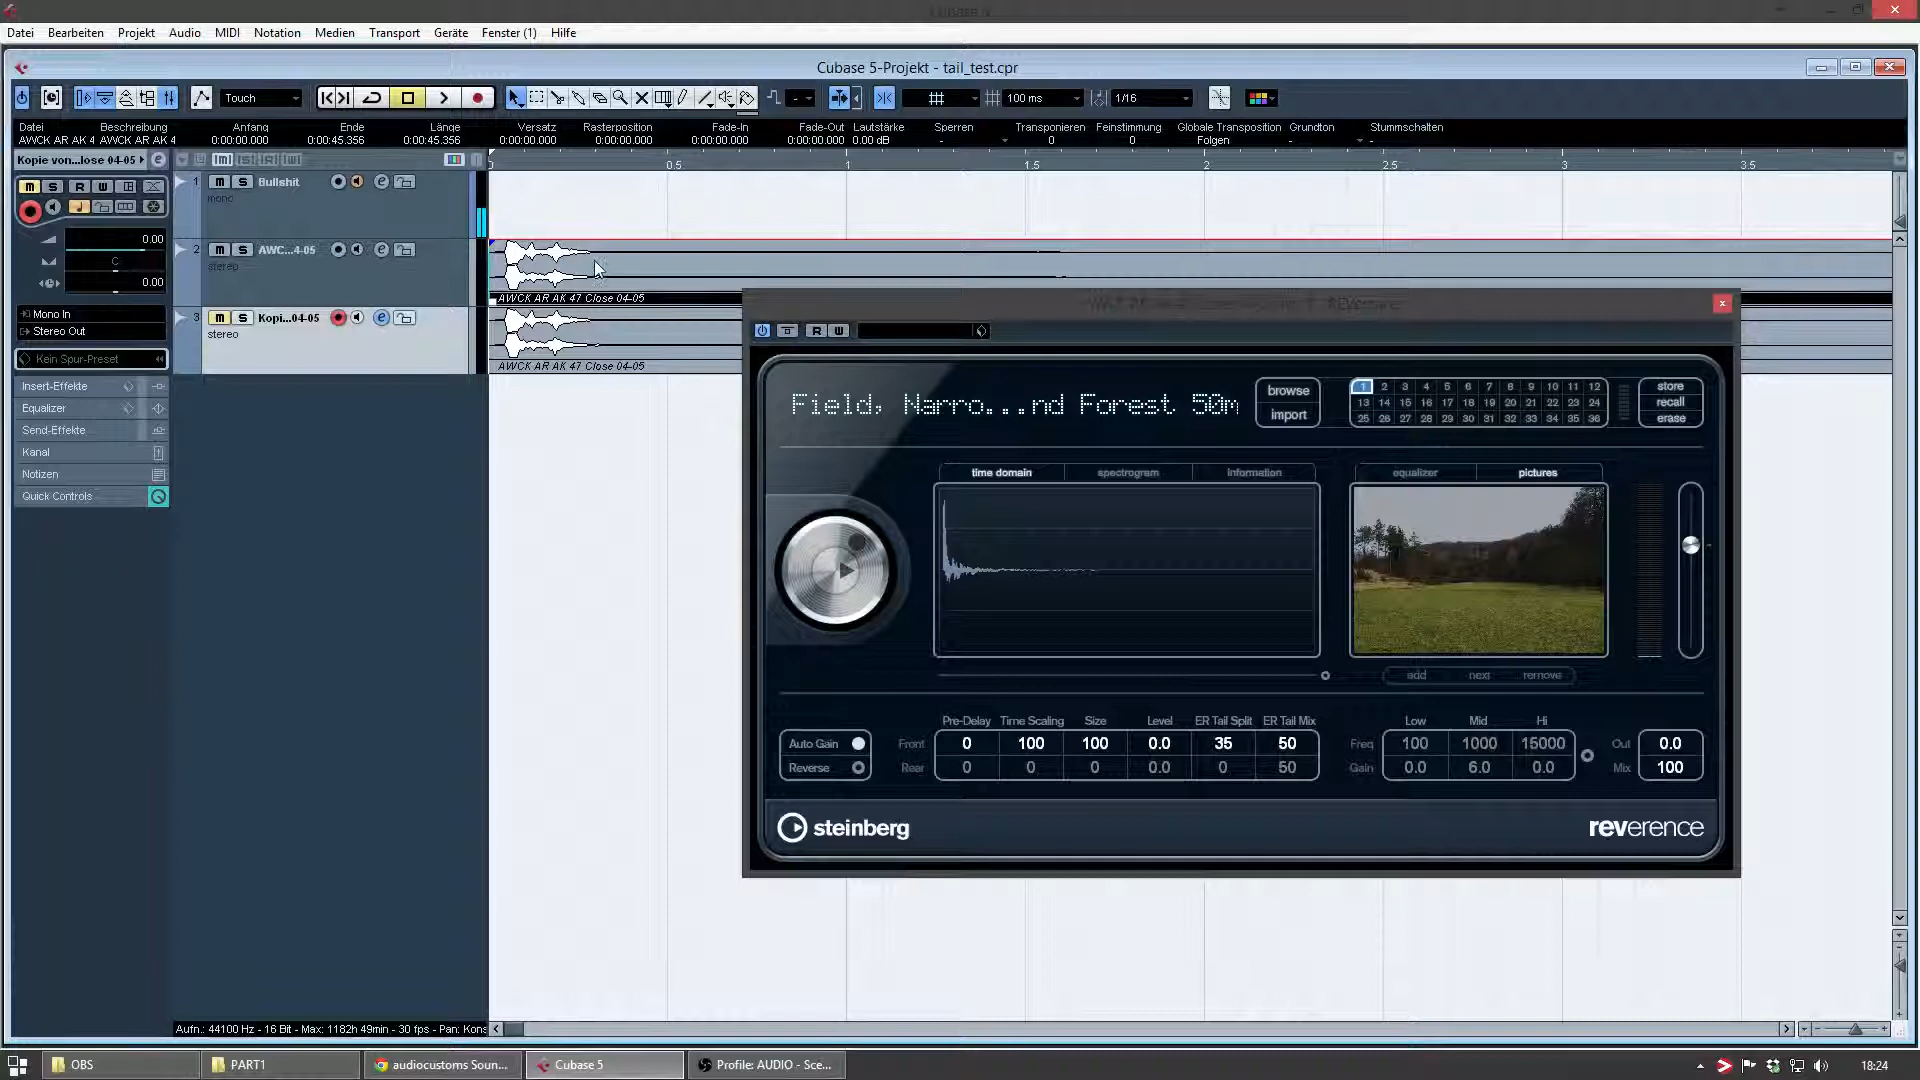 Datei Bearbeiten Projekt Audio MIDI Notation Medien Transport Geräte Fenster (1) Hilfe
Cubase 5-Projekt - tail_test.cpr
Touch 100 ms 1/16
Datei Beschreibung Anfang Ende Länge Versatz Rasterposition Fade-In Fade-Out Lautstärke Sperren Transponieren Feinstimmung Globale Transposition Grundton Stummschalten
AWCK AR AK 4 AWCK AR AK 4 0:00:00.000 0:00:45.356 0:00:45.356 0:00:00.000 0:00:00.000 0:00:00.000 0:00:00.000 0.00 dB - 0 0 Folgen - -
Kopie von...lose 04-05
0 0.5 1 1.5 2 2.5 3 3.5
M S R W
1 m S Bullshit
mono
0.00
C
0.00
2 m S AWC...4-05
stereo
AWCK AR AK 47 Close 04-05
Mono In
Stereo Out
3 m S Kopi...04-05
stereo
AWCK AR AK 47 Close 04-05
Kein Spur-Preset
Insert-Effekte
Equalizer
Send-Effekte
Kanal
Notizen
Quick Controls
R W
Field, Narro...nd Forest 50m
browse
import
1 2 3 4 5 6 7 8 9 10 11 12
13 14 15 16 17 18 19 20 21 22 23 24
25 26 27 28 29 30 31 32 33 34 35 36
store
recall
erase
time domain spectrogram information
equalizer pictures
add next remove
Pre-Delay Time Scaling Size Level ER Tail Split ER Tail Mix Low Mid Hi
Auto Gain Front 0 100 100 0.0 35 50 Freq 100 1000 15000 Out 0.0
Reverse Rear 0 0 0 0.0 0 50 Gain 0.0 6.0 0.0 Mix 100
steinberg reverence
Aufn.: 44100 Hz - 16 Bit - Max: 1182h 49min - 30 fps - Pan: Kons
OBS PART1 audiocustoms Soun... Cubase 5 Profile: AUDIO - Sce... 18:24